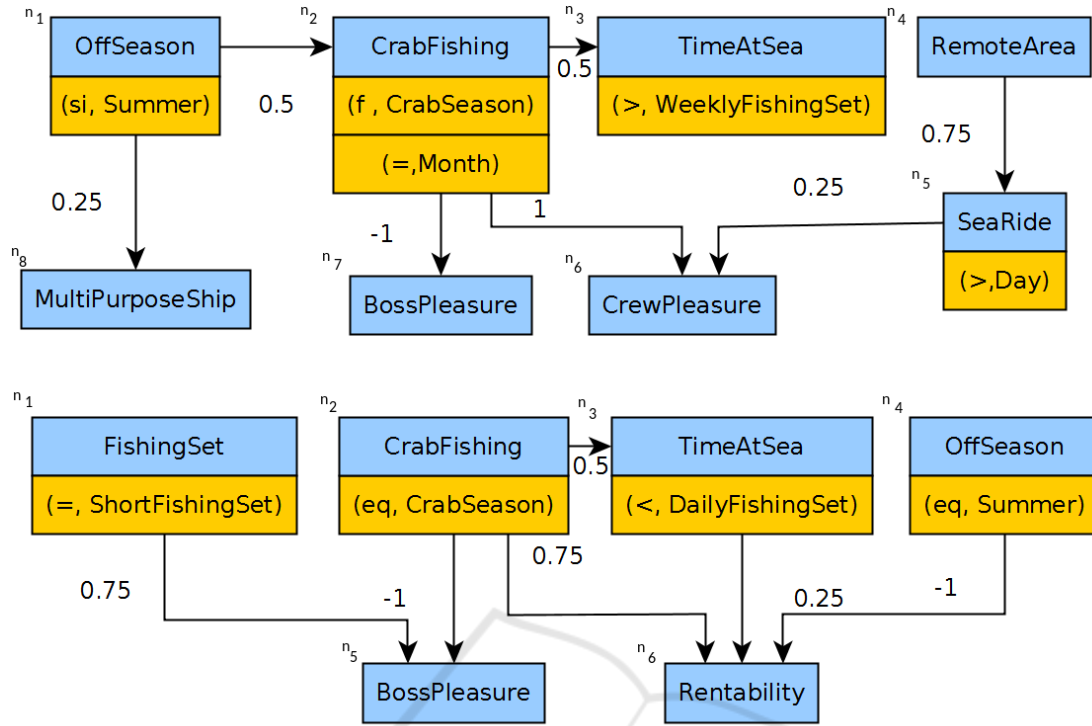 n1
n2
n3
n4
OffSeason
CrabFishing
TimeAtSea
RemoteArea
0.5
(si, Summer)
(f , CrabSeason)
(>, WeeklyFishingSet)
0.5
0.75
(=,Month)
0.25
n5
0.25
1
SeaRide
-1
n8
n7
n6
(>,Day)
MultiPurposeShip
BossPleasure
CrewPleasure
n1
n2
n3
n4
FishingSet
CrabFishing
TimeAtSea
OffSeason
0.5
(=, ShortFishingSet)
(eq, CrabSeason)
(<, DailyFishingSet)
(eq, Summer)
0.75
0.75
-1
0.25
-1
n5
n6
BossPleasure
Rentability